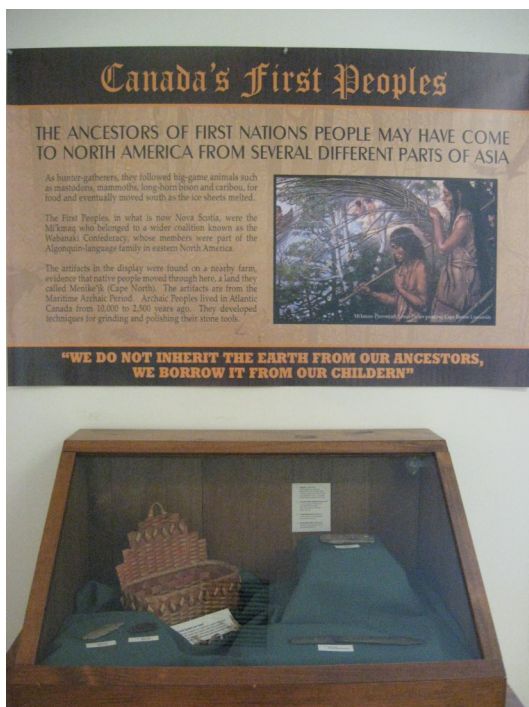 Canada's First Peoples
THE ANCESTORS OF FIRST NATIONS PEOPLE MAY HAVE COME
TO NORTH AMERICA FROM SEVERAL DIFFERENT PARTS OF ASIA
As hunter-gatherers, they followed big-game animals such
as mastodons, mammoths, long-horn bison and caribou, for
food and eventually moved south as the ice sheets melted.
The First Peoples, in what is now Nova Scotia, were the
Mi'kmaq who belonged to a wider coalition known as the
Wabanaki Confederacy, whose members were part of the
Algonquin-language family in eastern North America.
The artifacts in the display were found on a nearby farm,
evidence that native people moved through here, a land they
called Menike'jk (Cape North). The artifacts are from the
Maritime Archaic Period. Archaic Peoples lived in Atlantic
Canada from 10,000 to 2,500 years ago. They developed
techniques for grinding and polishing their stone tools.
"WE DO NOT INHERIT THE EARTH FROM OUR ANCESTORS,
WE BORROW IT FROM OUR CHILDERN"